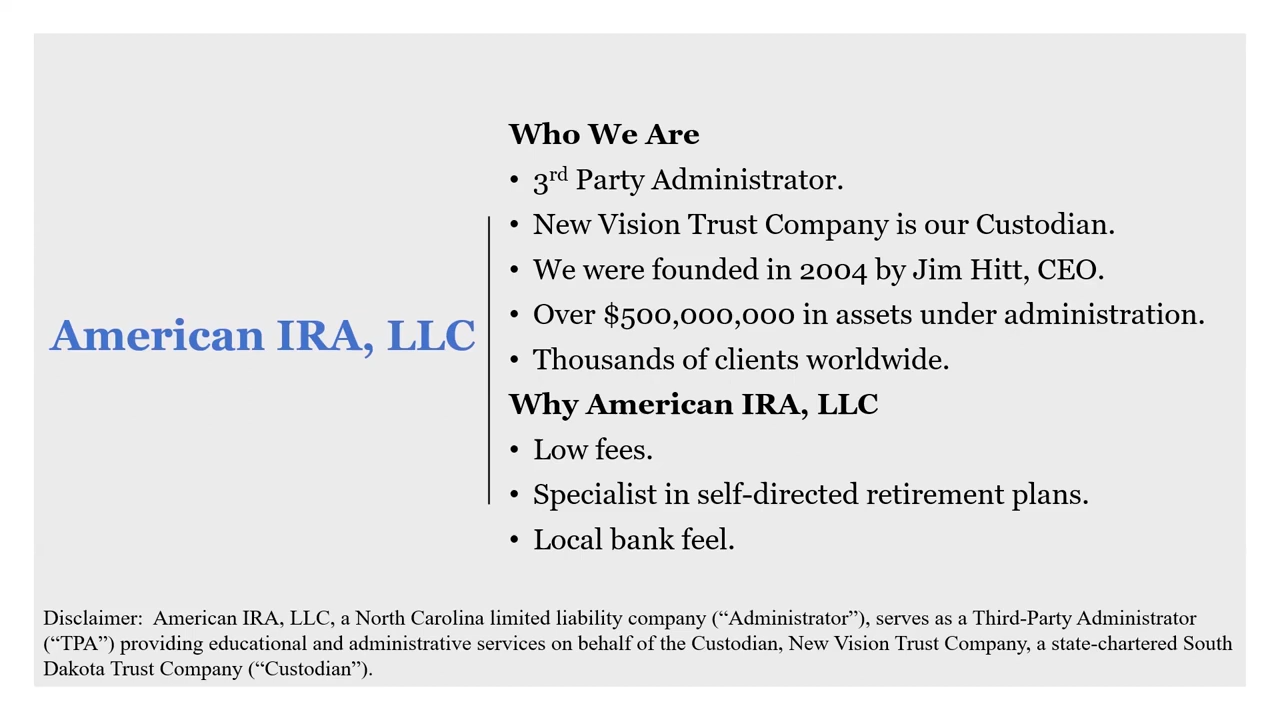 American IRA, LLC
Who We Are
• 3rd Party Administrator.
• New Vision Trust Company is our Custodian.
• We were founded in 2004 by Jim Hitt, CEO.
• Over $500,000,000 in assets under administration.
• Thousands of clients worldwide.
Why American IRA, LLC
• Low fees.
• Specialist in self-directed retirement plans.
• Local bank feel.
Disclaimer:  American IRA, LLC, a North Carolina limited liability company (“Administrator”), serves as a Third-Party Administrator
(“TPA”) providing educational and administrative services on behalf of the Custodian, New Vision Trust Company, a state-chartered South
Dakota Trust Company (“Custodian”).